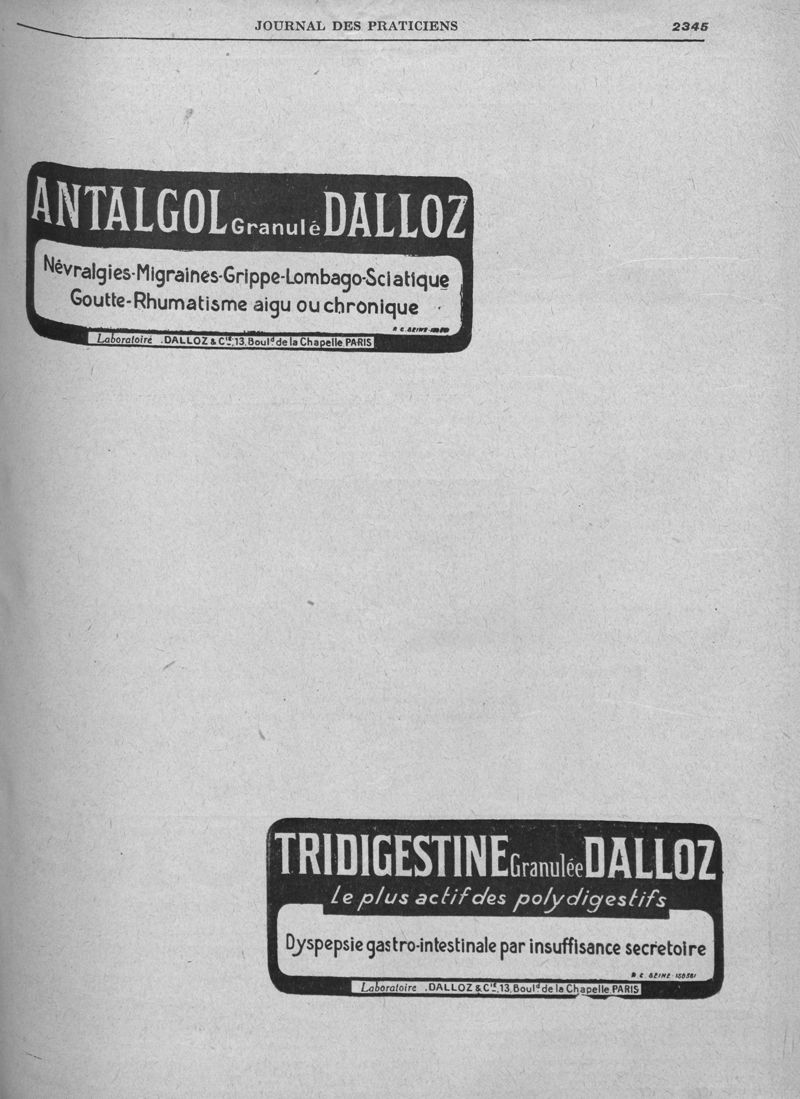 JOURNAL DES PRATICIENS 2345
ANTALGOL Granulé DALLOZ
Névralgies-Migraines-Grippe-Lombago-Sciatique
Goutte-Rhumatisme aigu ou chronique
R. C. SEINE
Laboratoire . DALLOZ & Cie, 13, Bould de la Chapelle, PARIS
TRIDIGESTINE Granulée DALLOZ
Le plus actif des polydigestifs
Dyspepsie gastro-intestinale par insuffisance secretoire
R. C. SEINE
Laboratoire . DALLOZ & Cie, 13, Bould de la Chapelle, PARIS